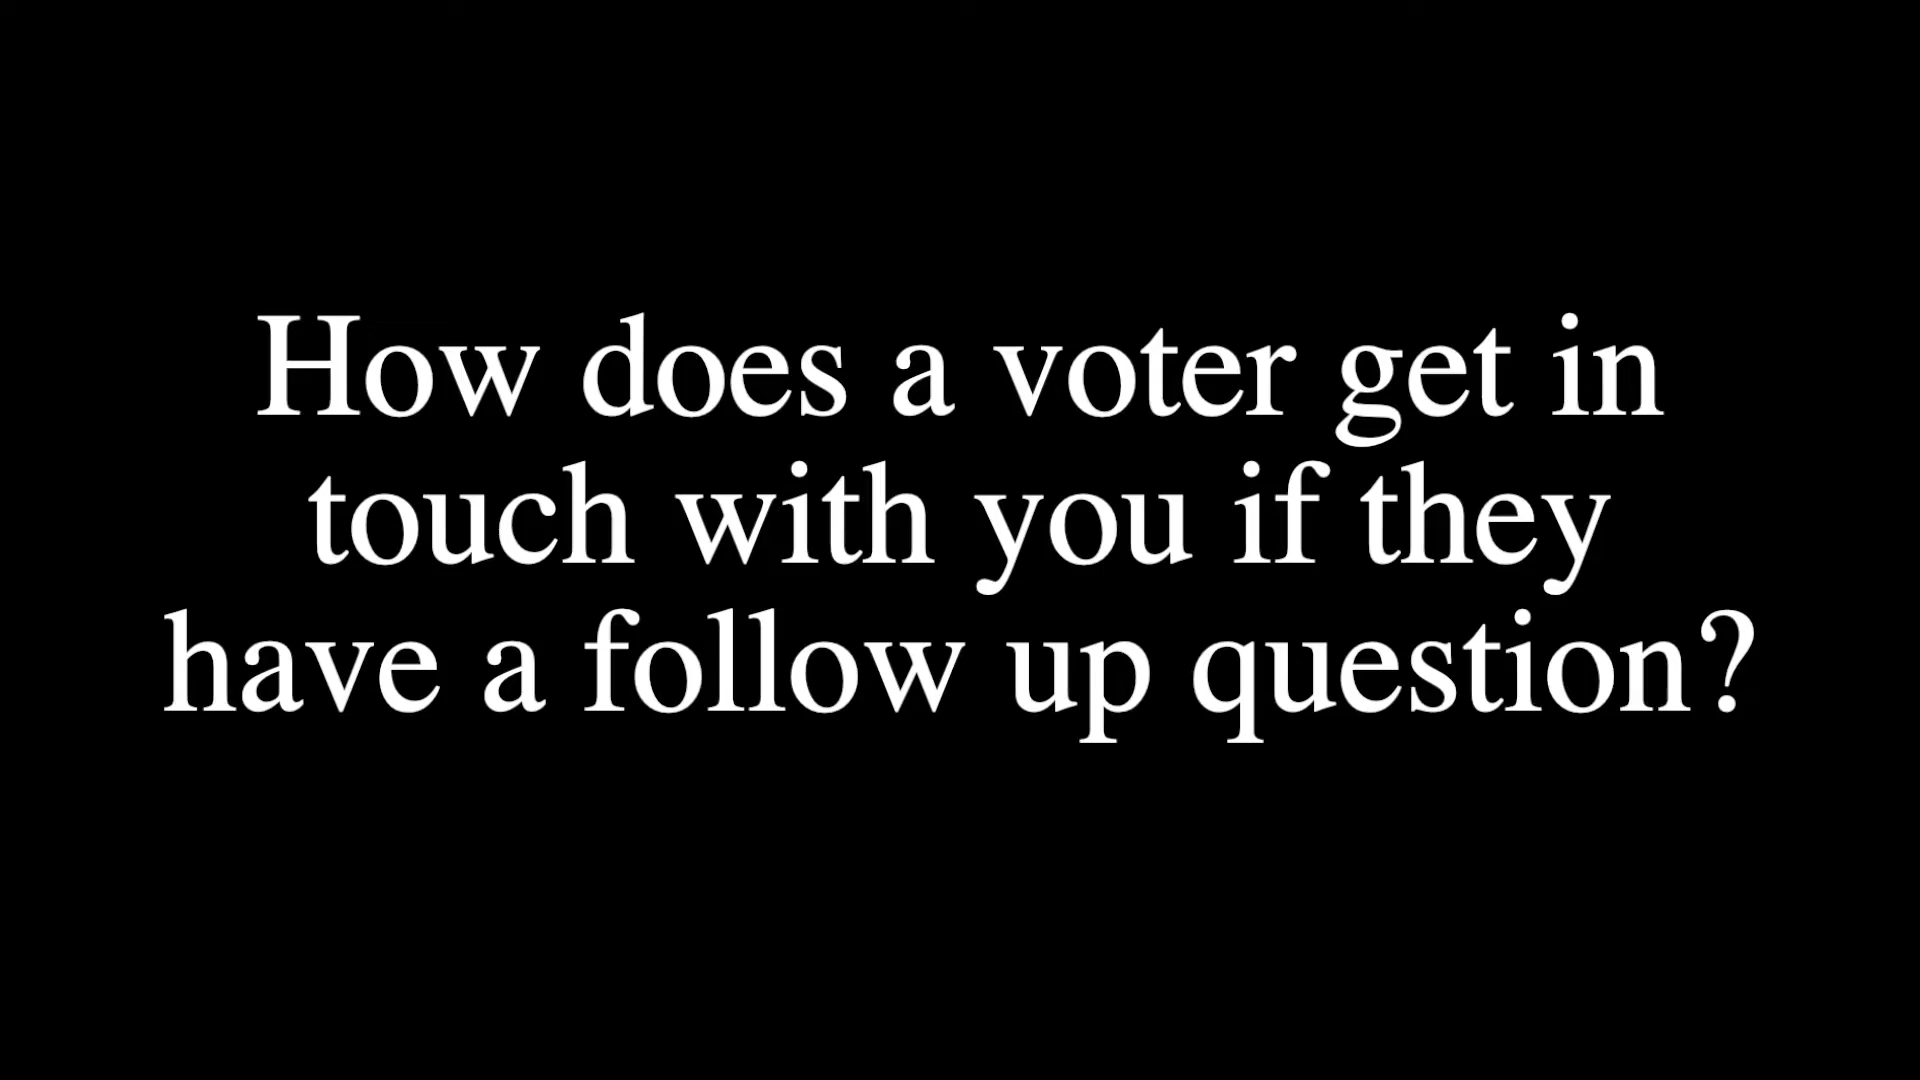 How does a voter get in
touch with you if they
have a follow up question?